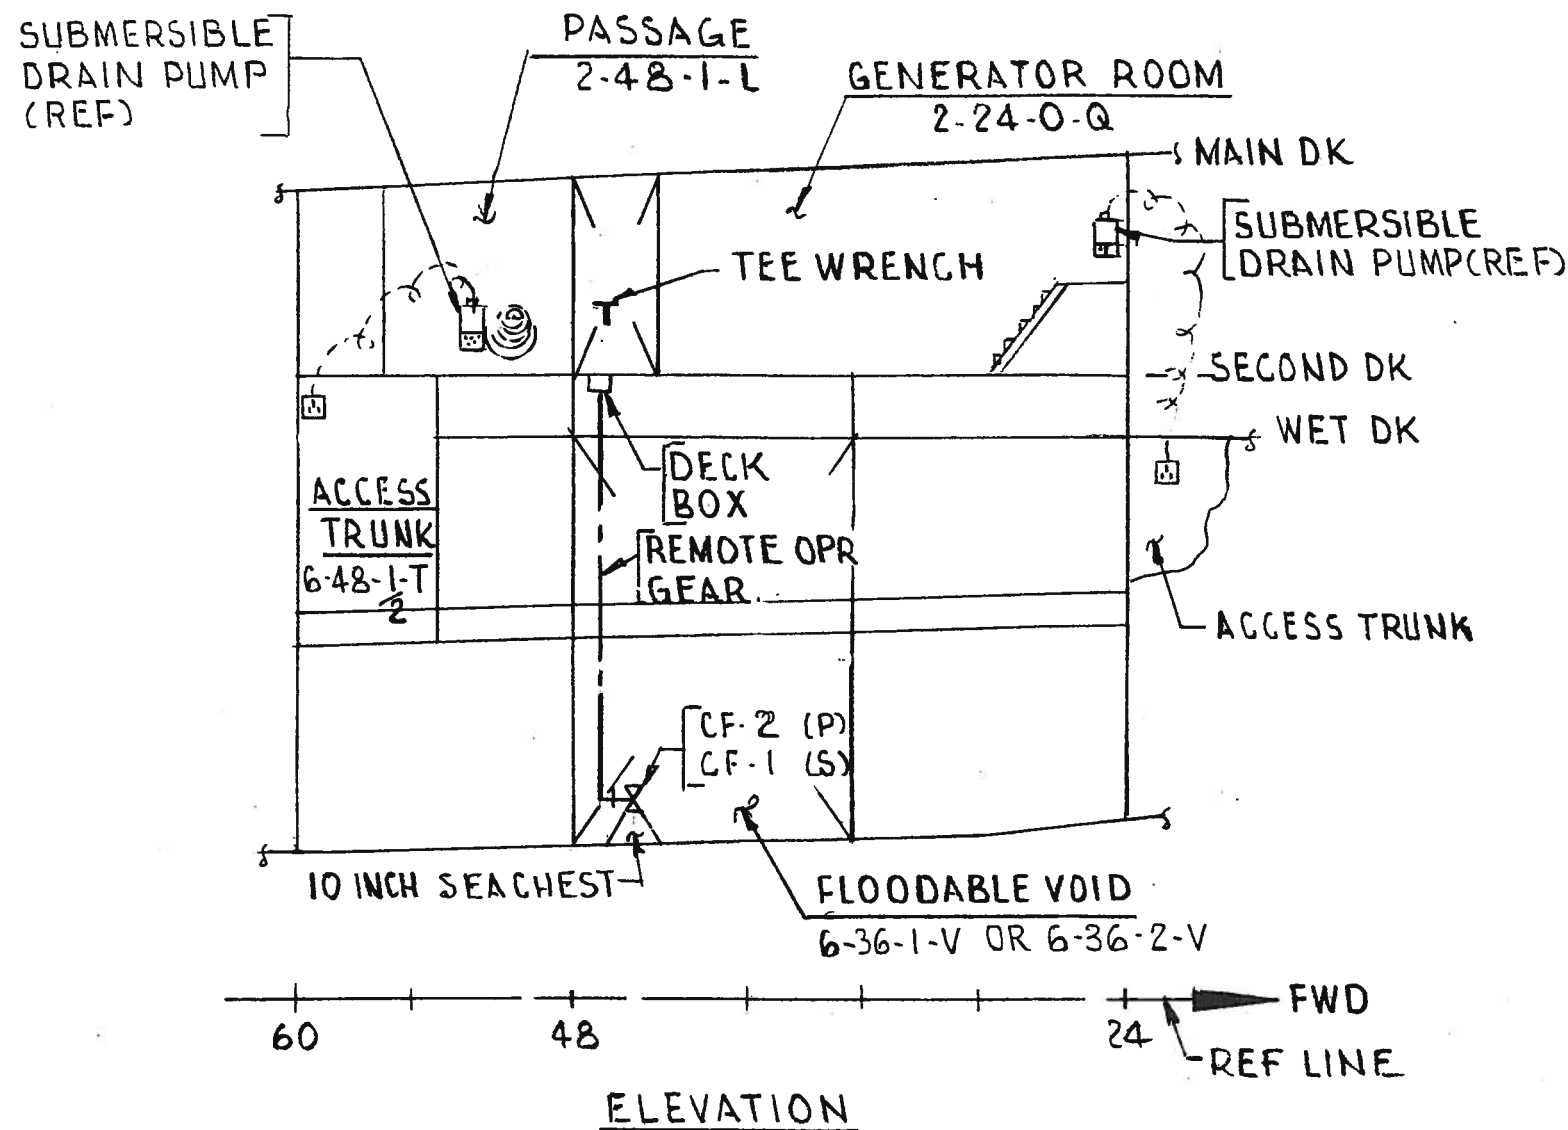 SUBMERSIBLE
DRAIN PUMP
(REF)
PASSAGE
2-48-1-L
GENERATOR ROOM
2-24-0-Q
MAIN DK
SUBMERSIBLE
DRAIN PUMP(REF)
TEE WRENCH
SECOND DK
WET DK
DECK
BOX
ACCESS
TRUNK
6-48-1-T
2
REMOTE OPR
GEAR.
ACCESS TRUNK
CF-2 (P)
CF-1 (S)
10 INCH SEA CHEST
FLOODABLE VOID
6-36-1-V OR 6-36-2-V
FWD
60
48
24
REF LINE
ELEVATION